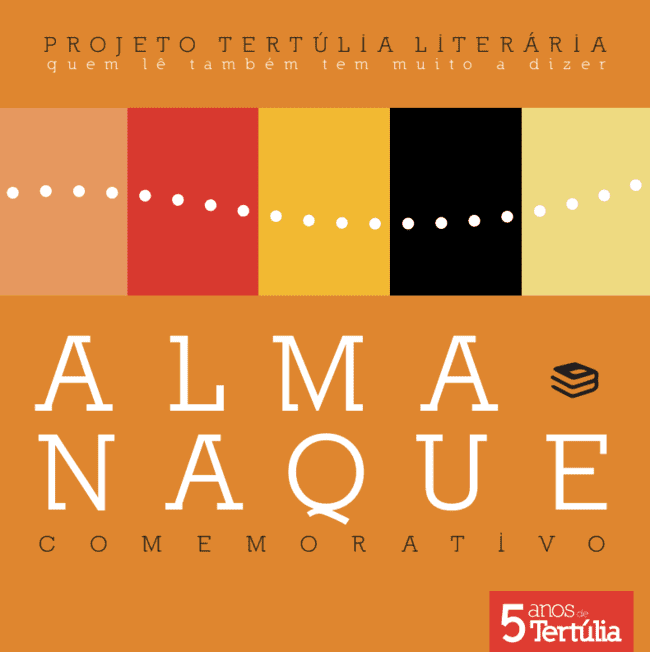 PROJETO TERTÚLIA LITERÁRIA
quem lê também tem muito a dizer
ALMA
NAQUE
COMEMORATIVO
5 anos de
Tertúlia